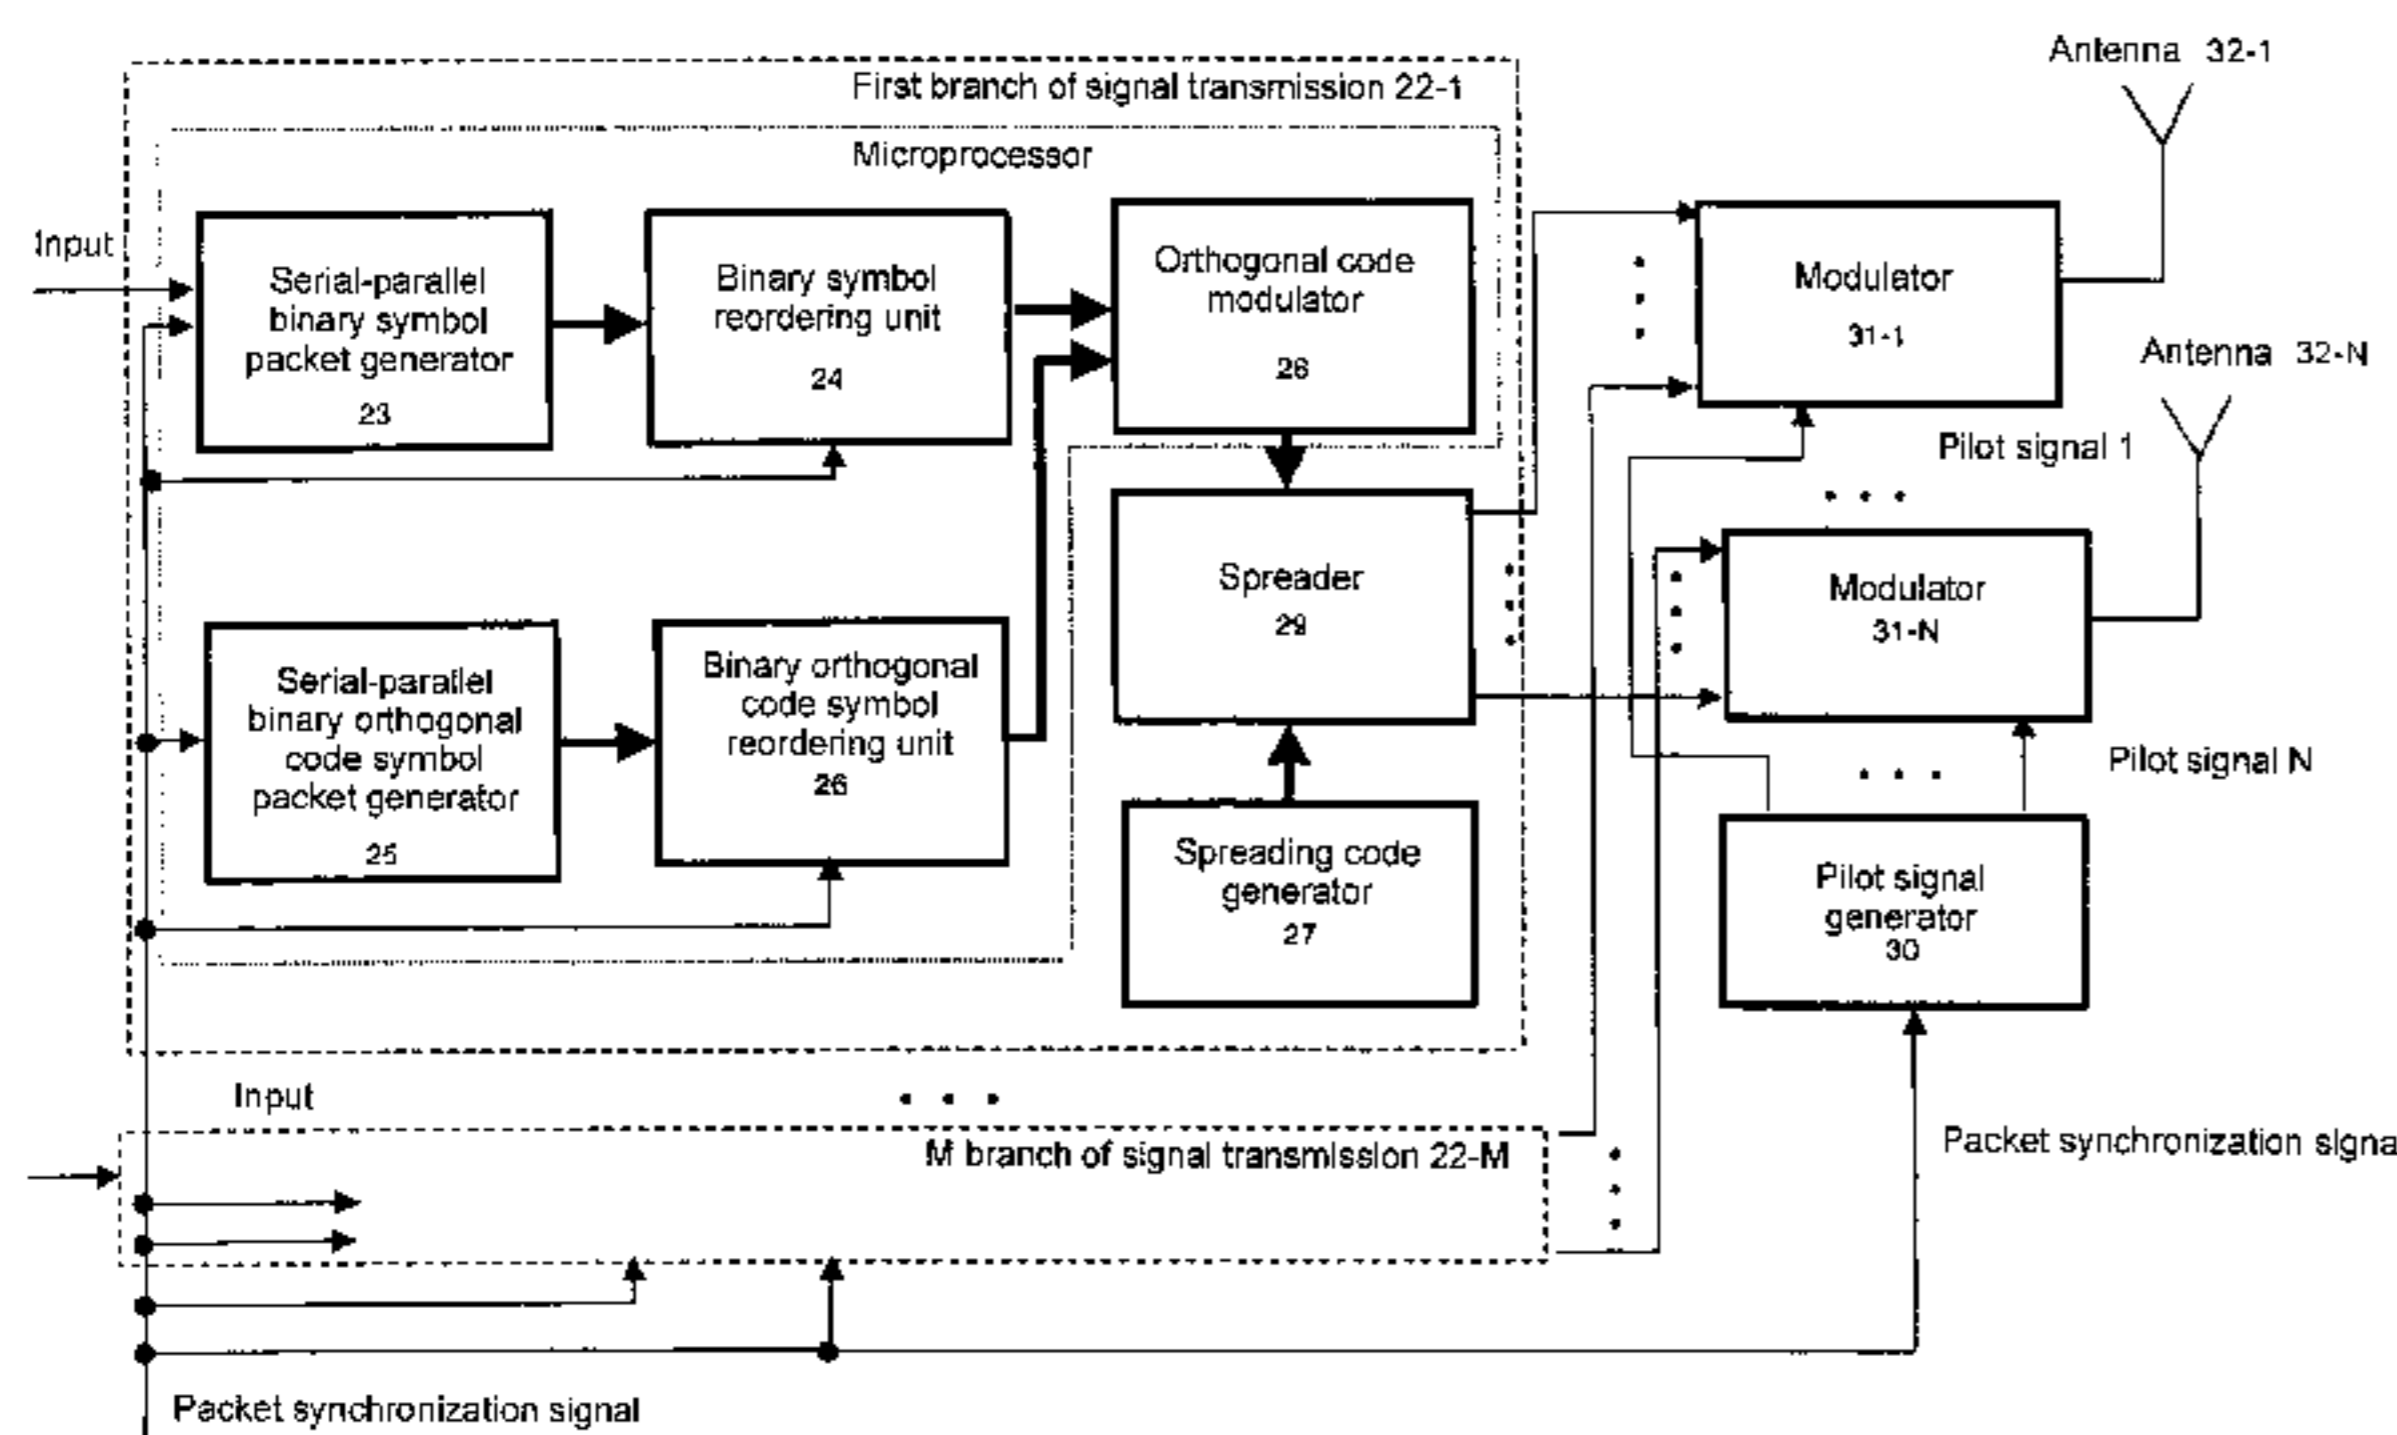 Antenna 32-1
First branch of signal transmission 22-1
Microprocessor
Input
Serial-parallel
binary symbol
packet generator
23
Binary symbol
reordering unit
24
Orthogonal code
modulator
26
Modulator
31-1
Antenna 32-N
Pilot signal 1
Spreader
29
Modulator
31-N
Serial-parallel
binary orthogonal
code symbol
packet generator
25
Binary orthogonal
code symbol
reordering unit
26
Pilot signal N
Spreading code
generator
27
Pilot signal
generator
30
Input
M branch of signal transmission 22-M
Packet synchronization signa
Packet synchronization signal